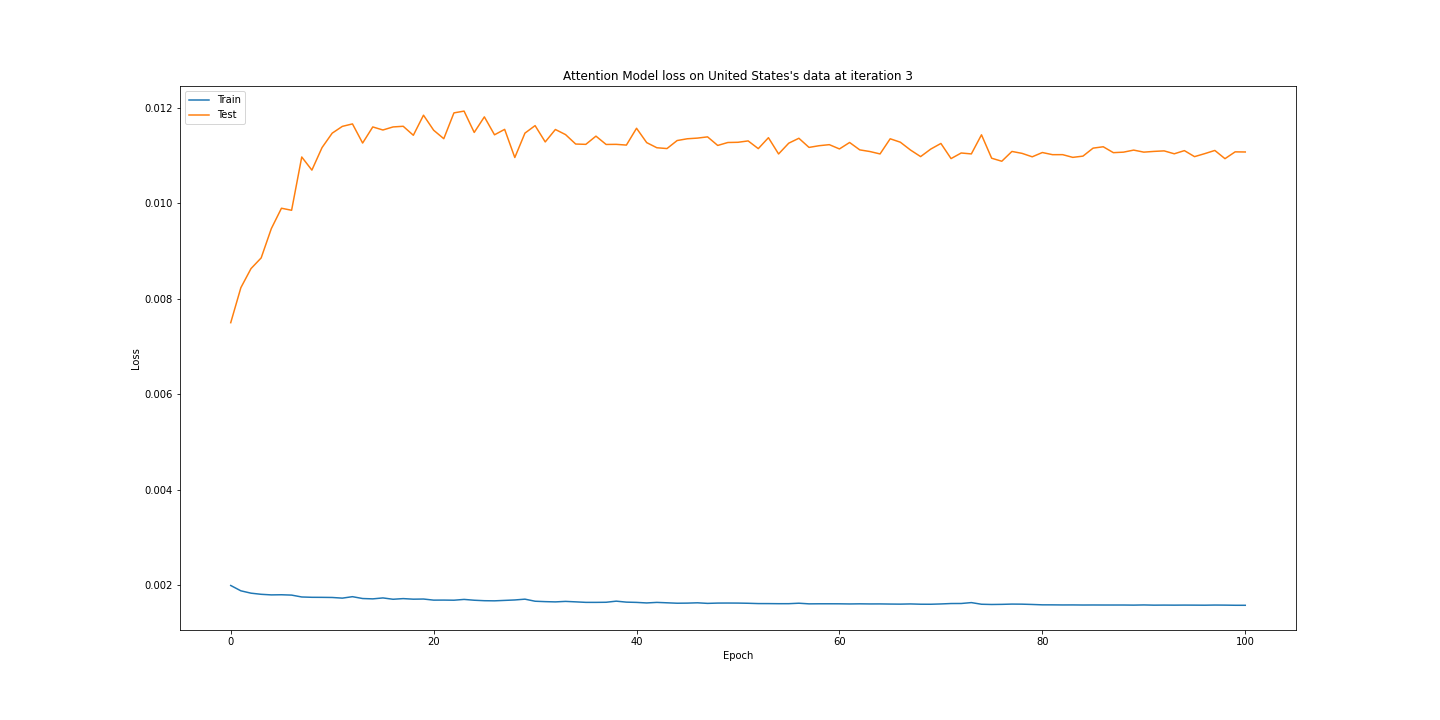 Attention Model loss on United States's data at iteration 3
Train
Test
0.012
0.010
0.008
0.006
0.004
0.002
Loss
0 20 40 60 80 100
Epoch